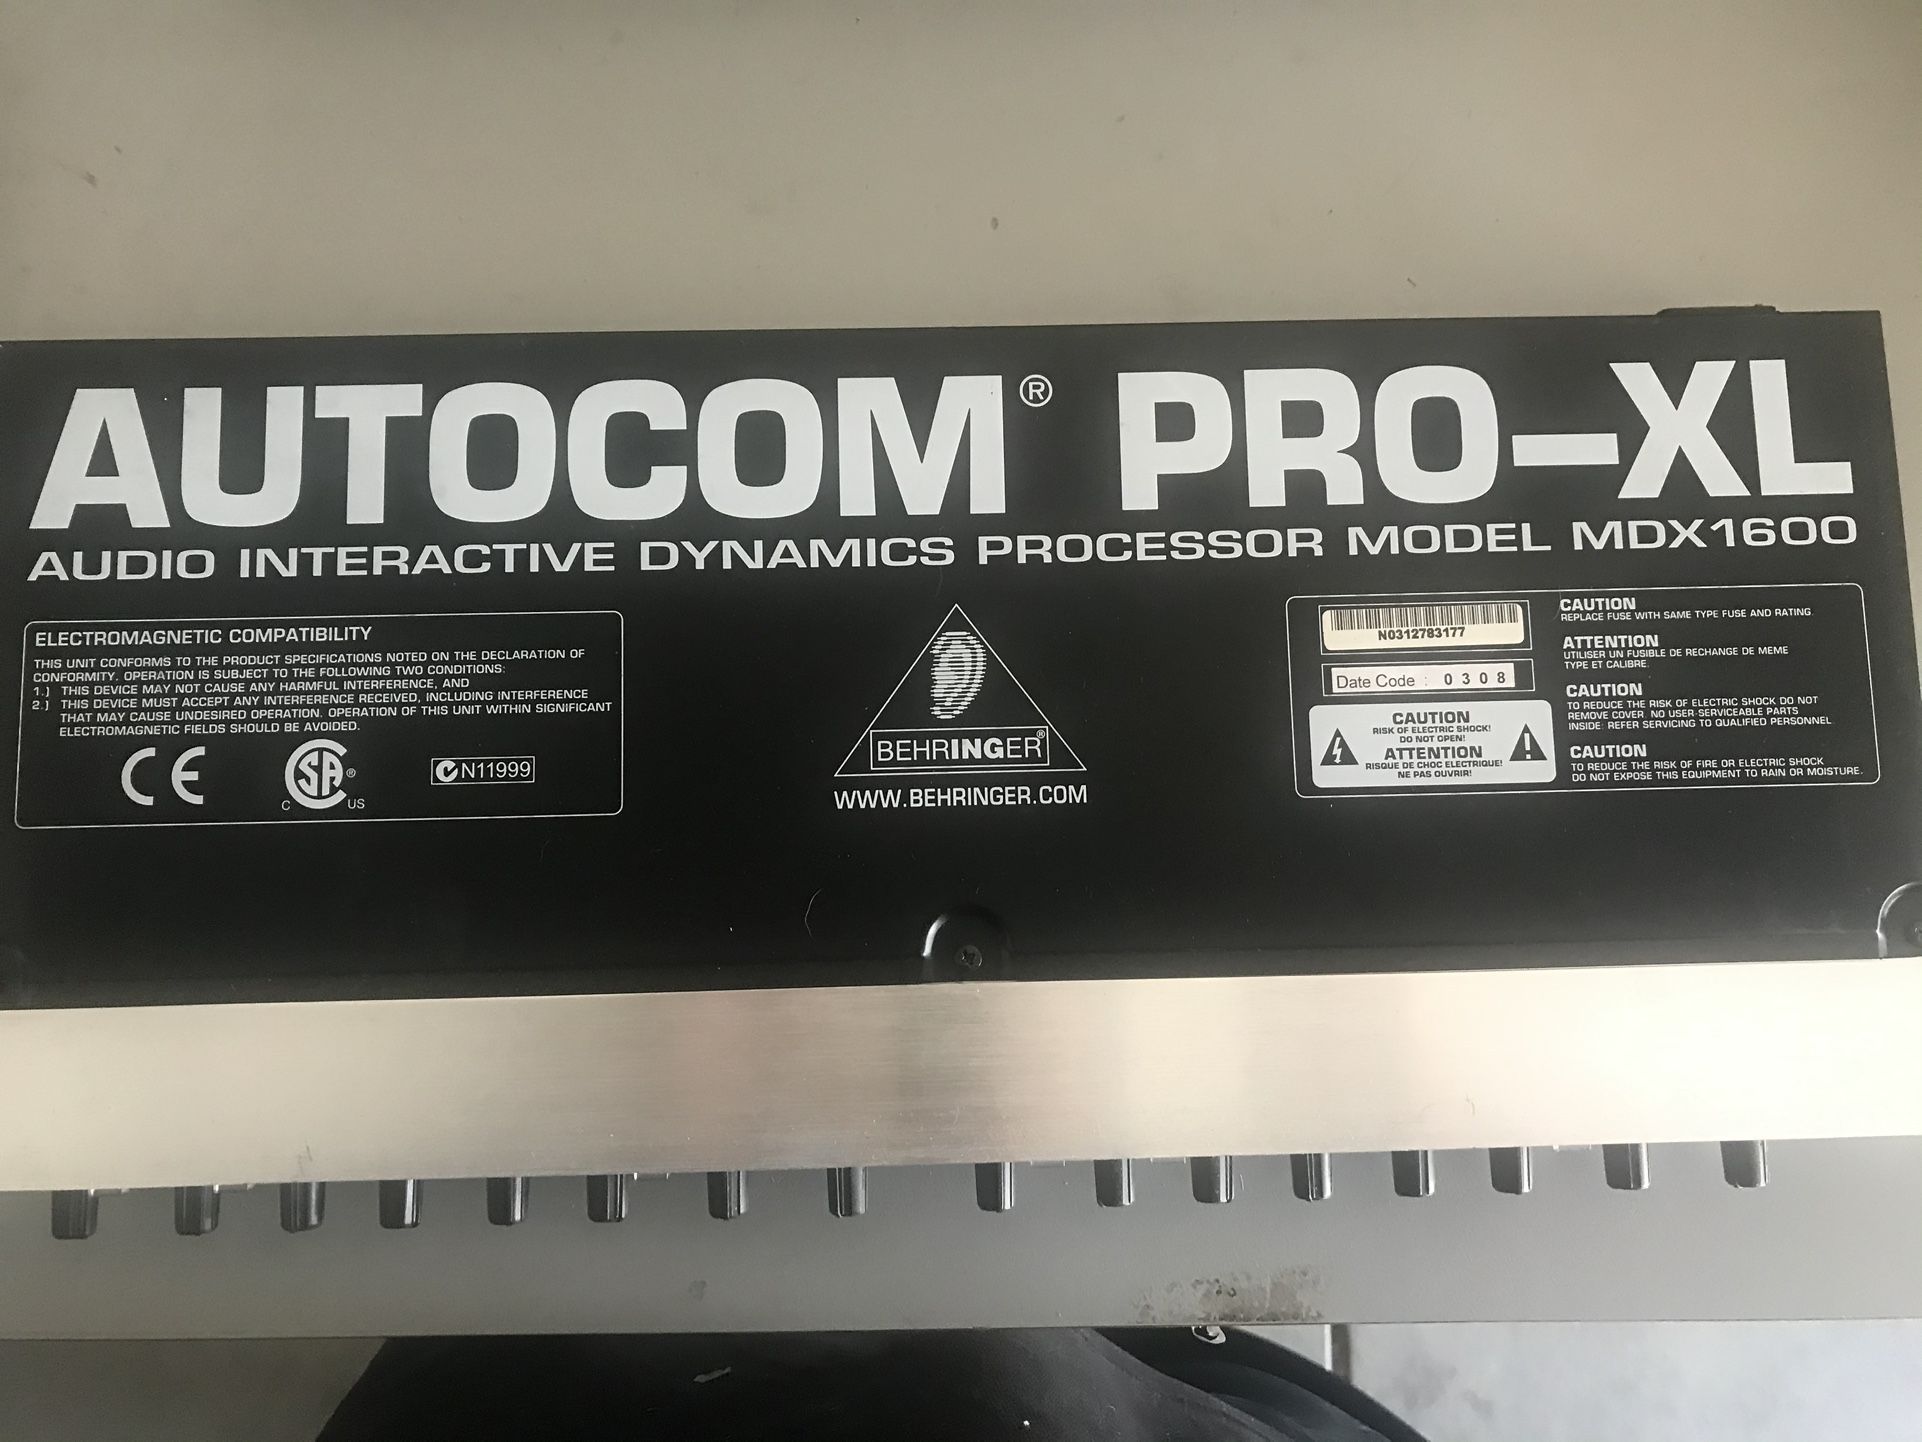 AUTOCOM® PRO-XL
AUDIO INTERACTIVE DYNAMICS PROCESSOR MODEL MDX1600
ELECTROMAGNETIC COMPATIBILITY
THIS UNIT CONFORMS TO THE PRODUCT SPECIFICATIONS NOTED ON THE DECLARATION OF
CONFORMITY. OPERATION IS SUBJECT TO THE FOLLOWING TWO CONDITIONS:
1.) THIS DEVICE MAY NOT CAUSE ANY HARMFUL INTERFERENCE, AND
2.) THIS DEVICE MUST ACCEPT ANY INTERFERENCE RECEIVED, INCLUDING INTERFERENCE
THAT MAY CAUSE UNDESIRED OPERATION. OPERATION OF THIS UNIT WITHIN SIGNIFICANT
ELECTROMAGNETIC FIELDS SHOULD BE AVOIDED.
CE
C SA® US
N11999
BEHRINGER®
WWW.BEHRINGER.COM
N0312783177
Date Code : 0308
CAUTION
RISK OF ELECTRIC SHOCK!
DO NOT OPEN!
ATTENTION
RISQUE DE CHOC ELECTRIQUE!
NE PAS OUVRIR!
CAUTION
REPLACE FUSE WITH SAME TYPE FUSE AND RATING.
ATTENTION
UTILISER UN FUSIBLE DE RECHANGE DE MEME
TYPE ET CALIBRE.
CAUTION
TO REDUCE THE RISK OF ELECTRIC SHOCK DO NOT
REMOVE COVER. NO USER-SERVICEABLE PARTS
INSIDE. REFER SERVICING TO QUALIFIED PERSONNEL.
CAUTION
TO REDUCE THE RISK OF FIRE OR ELECTRIC SHOCK
DO NOT EXPOSE THIS EQUIPMENT TO RAIN OR MOISTURE.